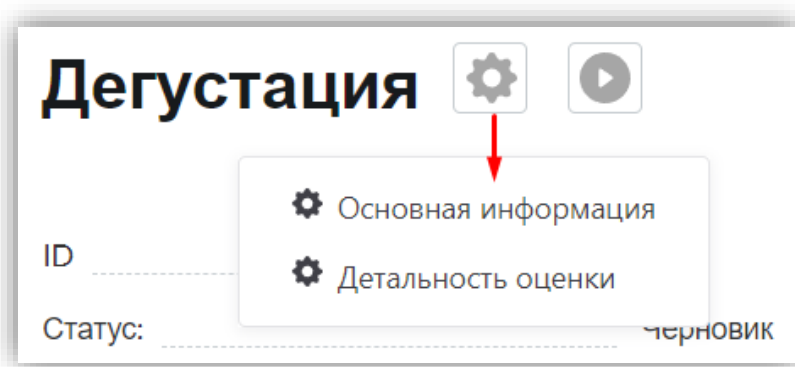 Дегустация
Основная информация
ID
Детальность оценки
Статус: Черновик